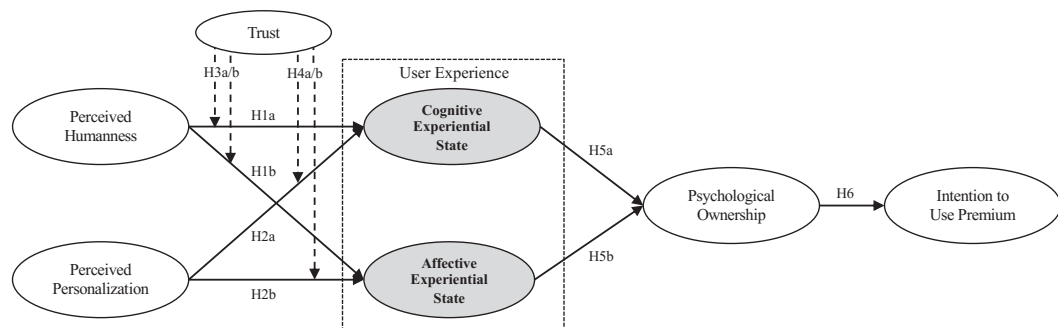 Trust
H3a/b
H4a/b
User Experience
Perceived
Humanness
H1a
Cognitive
Experiential
State
H1b
H5a
Psychological
Ownership
H6
Intention to
Use Premium
H2a
H5b
Perceived
Personalization
H2b
Affective
Experiential
State